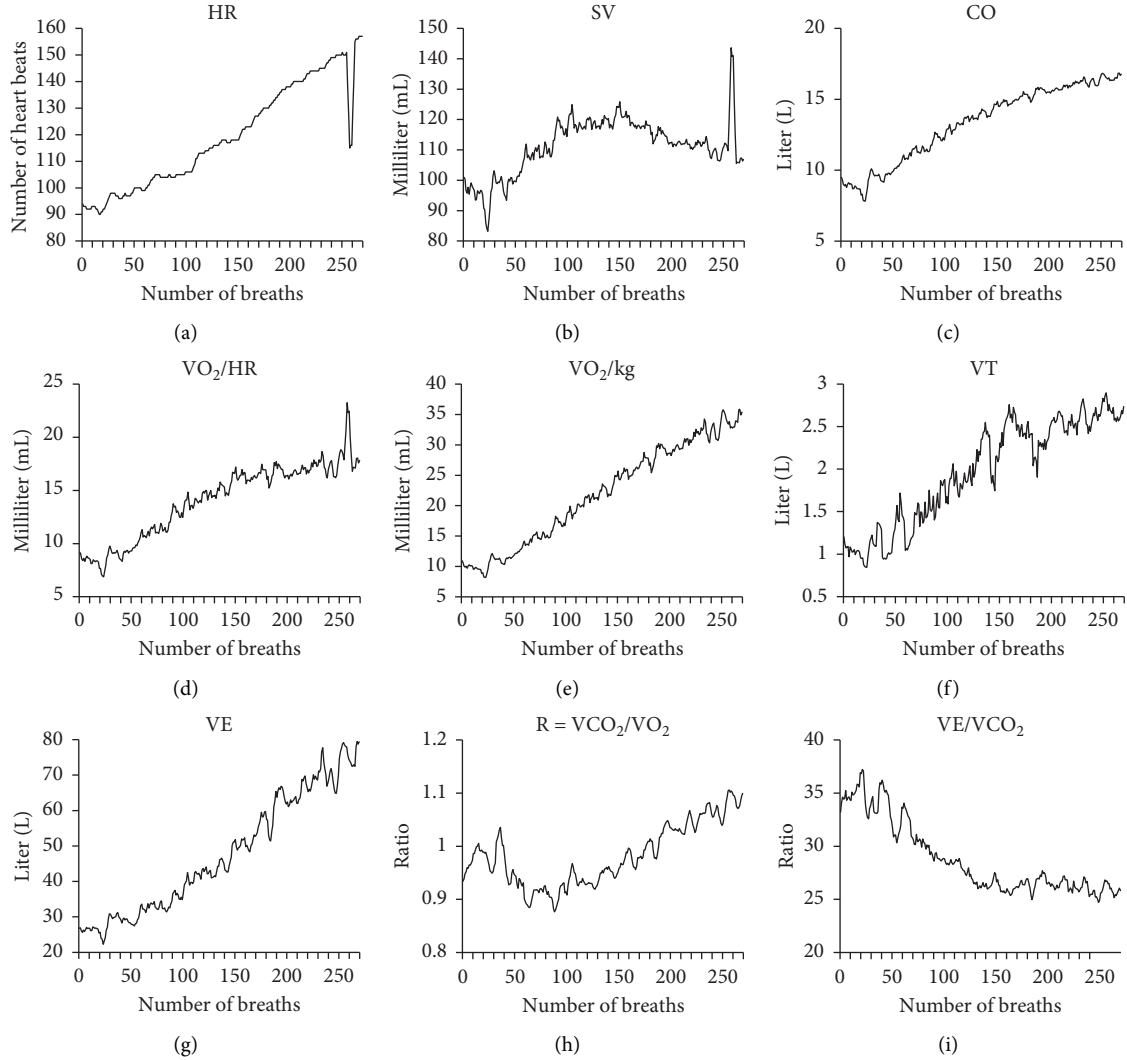 HR
Number of heart beats
160
150
140
130
120
110
100
90
80
0 50 100 150 200 250
Number of breaths
(a)
SV
Milliliter (mL)
150
140
130
120
110
100
90
80
0 50 100 150 200 250
Number of breaths
(b)
CO
Liter (L)
20
15
10
5
0 50 100 150 200 250
Number of breaths
(c)
VO2/HR
Milliliter (mL)
25
20
15
10
5
0 50 100 150 200 250
Number of breaths
(d)
VO2/kg
Milliliter (mL)
40
35
30
25
20
15
10
5
0 50 100 150 200 250
Number of breaths
(e)
VT
Liter (L)
3
2.5
2
1.5
1
0.5
0 50 100 150 200 250
Number of breaths
(f)
VE
Liter (L)
80
70
60
50
40
30
20
0 50 100 150 200 250
Number of breaths
(g)
R = VCO2/VO2
Ratio
1.2
1.1
1
0.9
0.8
0 50 100 150 200 250
Number of breaths
(h)
VE/VCO2
Ratio
40
35
30
25
20
0 50 100 150 200 250
Number of breaths
(i)